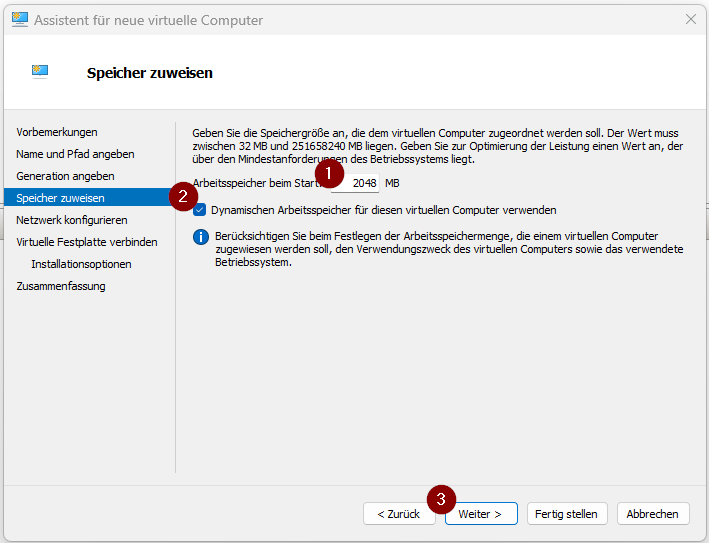 Assistent für neue virtuelle Computer
Speicher zuweisen
Vorbemerkungen
Name und Pfad angeben
Generation angeben
Speicher zuweisen
Netzwerk konfigurieren
Virtuelle Festplatte verbinden
Installationsoptionen
Zusammenfassung
Geben Sie die Speichergröße an, die dem virtuellen Computer zugeordnet werden soll. Der Wert muss
zwischen 32 MB und 251658240 MB liegen. Geben Sie zur Optimierung der Leistung einen Wert an, der
über den Mindestanforderungen des Betriebssystems liegt.
1
Arbeitsspeicher beim Start: 2048 MB
2
Dynamischen Arbeitsspeicher für diesen virtuellen Computer verwenden
Berücksichtigen Sie beim Festlegen der Arbeitsspeichermenge, die einem virtuellen Computer
zugewiesen werden soll, den Verwendungszweck des virtuellen Computers sowie das verwendete
Betriebssystem.
3
< Zurück Weiter > Fertig stellen Abbrechen